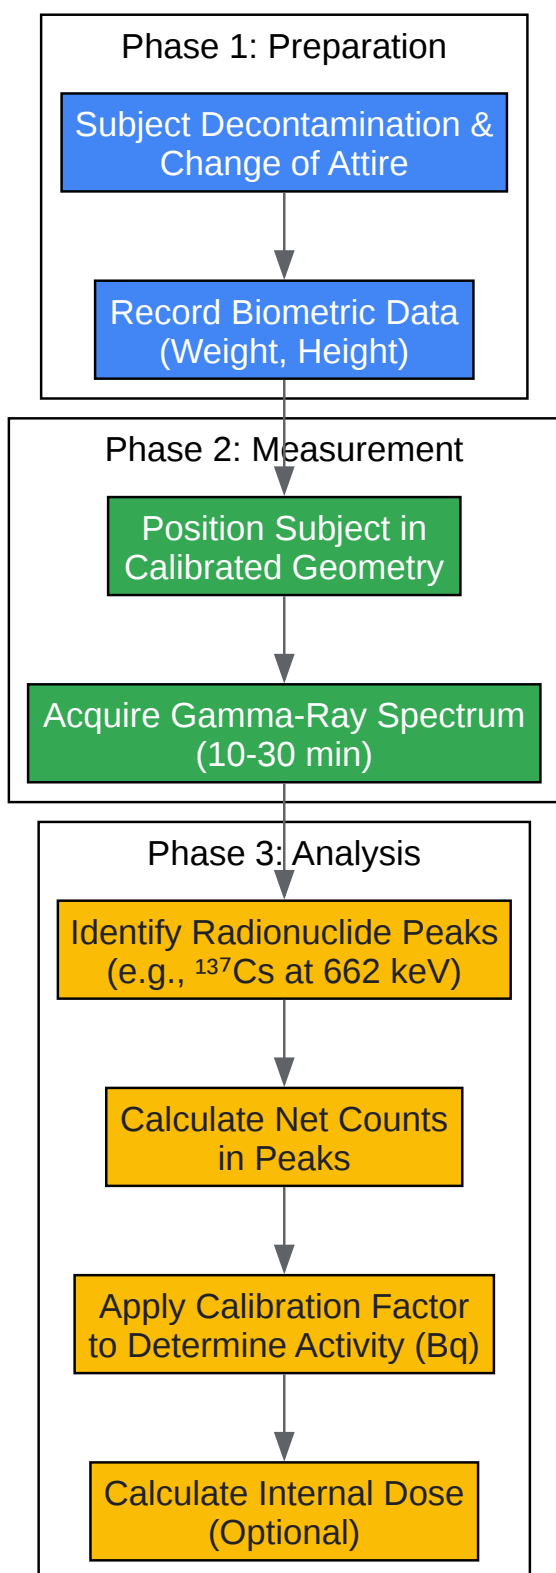 Phase 1: Preparation
Subject Decontamination &
Change of Attire
Record Biometric Data
(Weight, Height)
Phase 2: Measurement
Position Subject in
Calibrated Geometry
Acquire Gamma-Ray Spectrum
(10-30 min)
Phase 3: Analysis
Identify Radionuclide Peaks
(e.g., ¹³⁷Cs at 662 keV)
Calculate Net Counts
in Peaks
Apply Calibration Factor
to Determine Activity (Bq)
Calculate Internal Dose
(Optional)